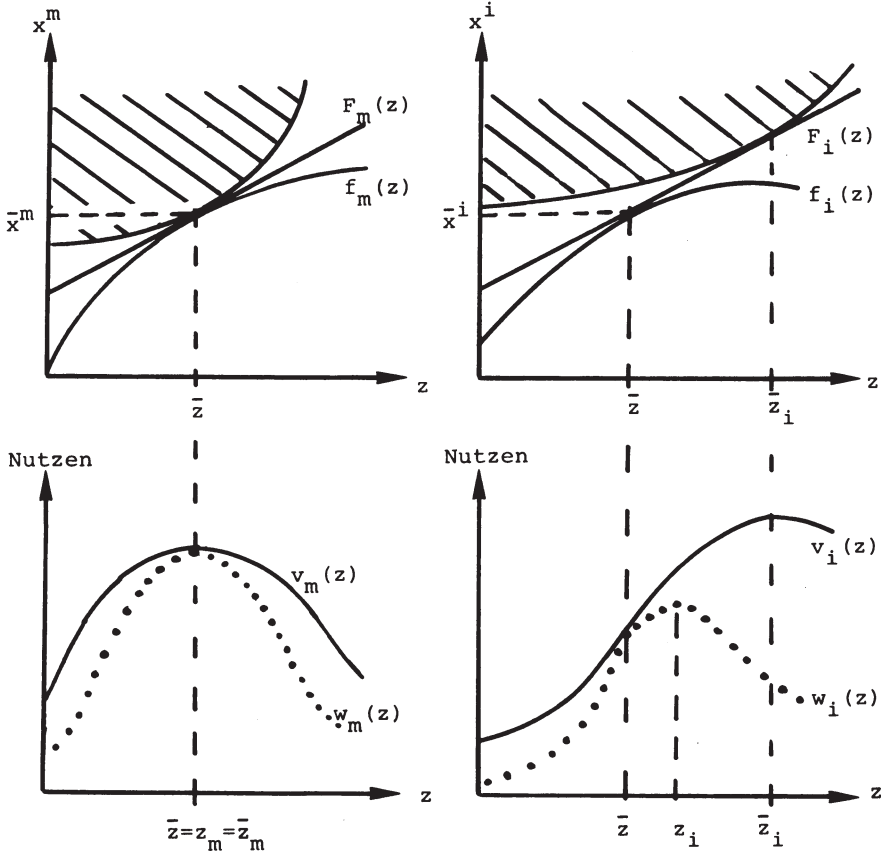 x^m
F_m(z)
f_m(z)
x̄^m
z
z̄
x^i
F_i(z)
f_i(z)
x̄^i
z
z̄
z̄_i
Nutzen
v_m(z)
w_m(z)
z
z̄=z_m=z̄_m
Nutzen
v_i(z)
w_i(z)
z
z̄
z_i
z̄_i